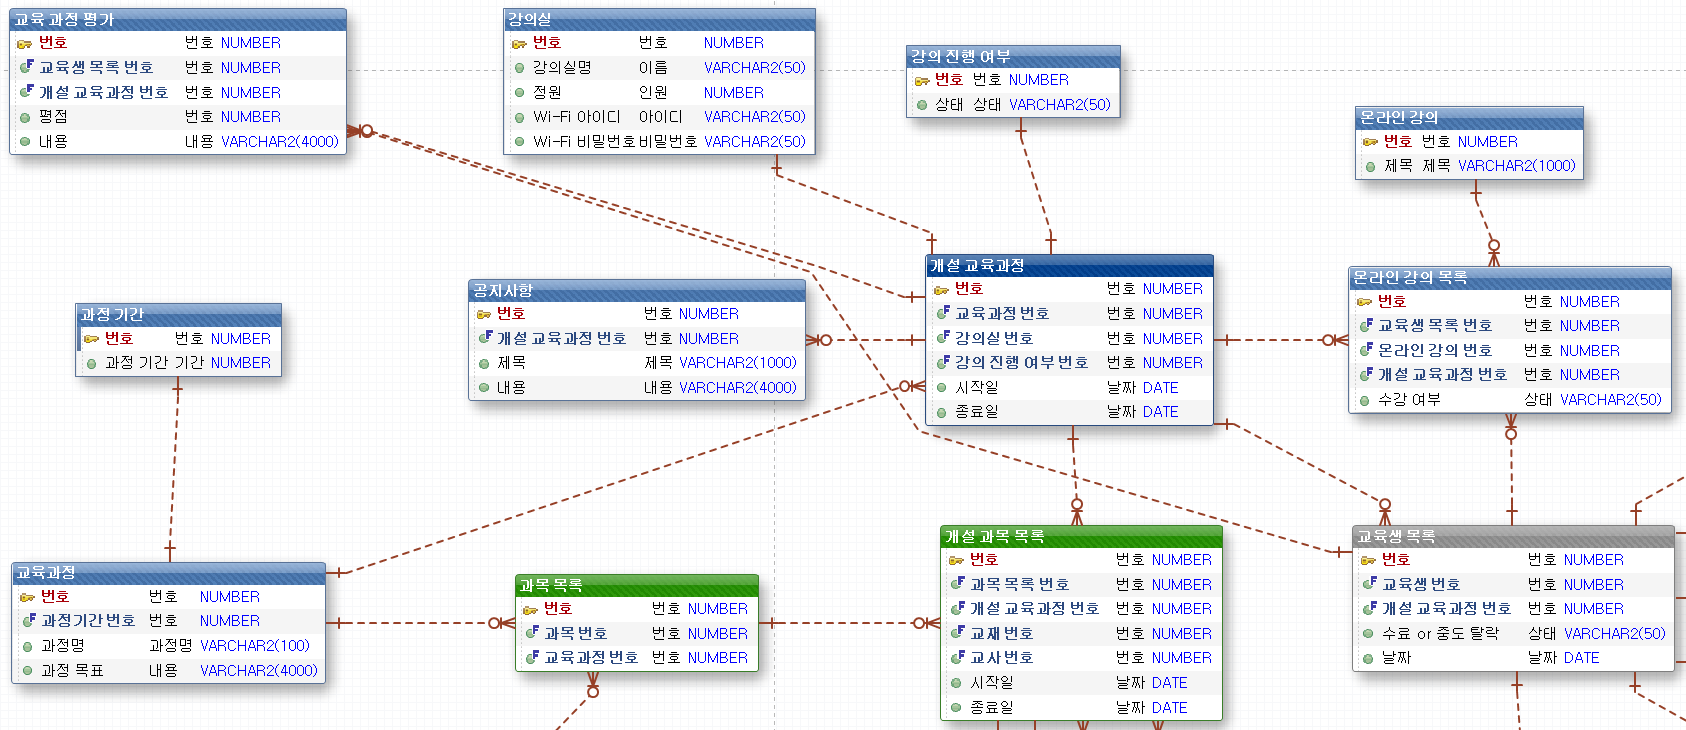 교육 과정 평가
번호 번호 NUMBER
교육생 목록 번호 번호 NUMBER
개설 교육과정 번호 번호 NUMBER
평점 번호 NUMBER
내용 내용 VARCHAR2(4000)
강의실
번호 번호 NUMBER
강의실명 이름 VARCHAR2(50)
정원 인원 NUMBER
Wi-Fi 아이디 아이디 VARCHAR2(50)
Wi-Fi 비밀번호 비밀번호 VARCHAR2(50)
강의 진행 여부
번호 번호 NUMBER
상태 상태 VARCHAR2(50)
온라인 강의
번호 번호 NUMBER
제목 제목 VARCHAR2(1000)
과정 기간
번호 번호 NUMBER
과정 기간 기간 NUMBER
공지사항
번호 번호 NUMBER
개설 교육과정 번호 번호 NUMBER
제목 제목 VARCHAR2(1000)
내용 내용 VARCHAR2(4000)
개설 교육과정
번호 번호 NUMBER
교육과정 번호 번호 NUMBER
강의실 번호 번호 NUMBER
강의 진행 여부 번호 번호 NUMBER
시작일 날짜 DATE
종료일 날짜 DATE
온라인 강의 목록
번호 번호 NUMBER
교육생 목록 번호 번호 NUMBER
온라인 강의 번호 번호 NUMBER
개설 교육과정 번호 번호 NUMBER
수강 여부 상태 VARCHAR2(50)
교육과정
번호 번호 NUMBER
과정기간 번호 번호 NUMBER
과정명 과정명 VARCHAR2(100)
과정 목표 내용 VARCHAR2(4000)
과목 목록
번호 번호 NUMBER
과목 번호 번호 NUMBER
교육과정 번호 번호 NUMBER
개설 과목 목록
번호 번호 NUMBER
과목 목록 번호 번호 NUMBER
개설 교육과정 번호 번호 NUMBER
교재 번호 번호 NUMBER
교사 번호 번호 NUMBER
시작일 날짜 DATE
종료일 날짜 DATE
교육생 목록
번호 번호 NUMBER
교육생 번호 번호 NUMBER
개설 교육과정 번호 번호 NUMBER
수료 or 중도 탈락 상태 VARCHAR2(50)
날짜 날짜 DATE